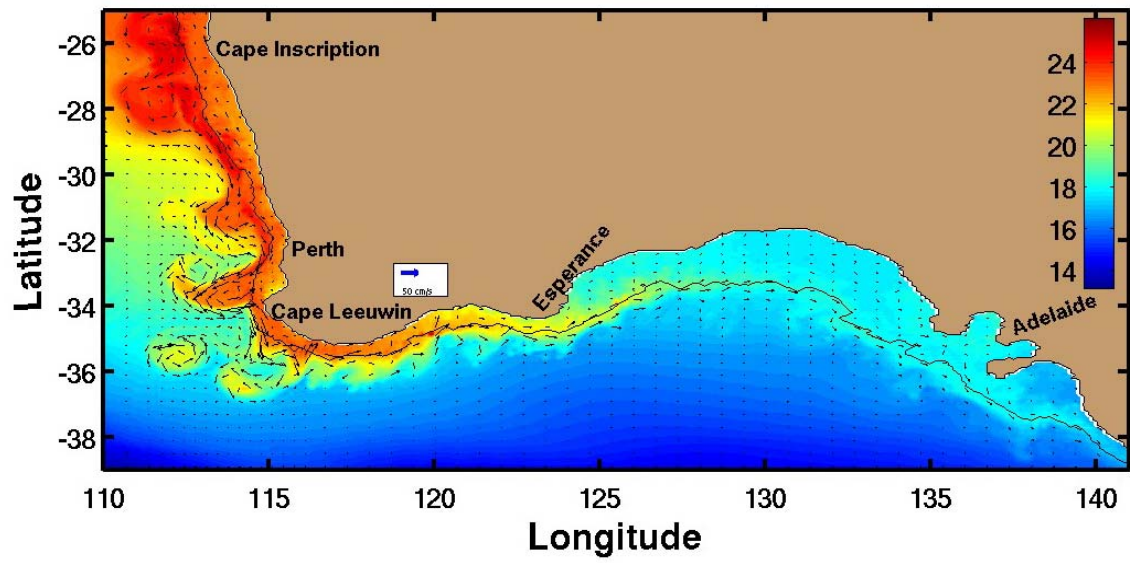 -26
-28
-30
-32
-34
-36
-38
Latitude
Cape Inscription
Perth
50 cm/s
Cape Leeuwin
Esperance
Adelaide
24
22
20
18
16
14
110
115
120
125
130
135
140
Longitude